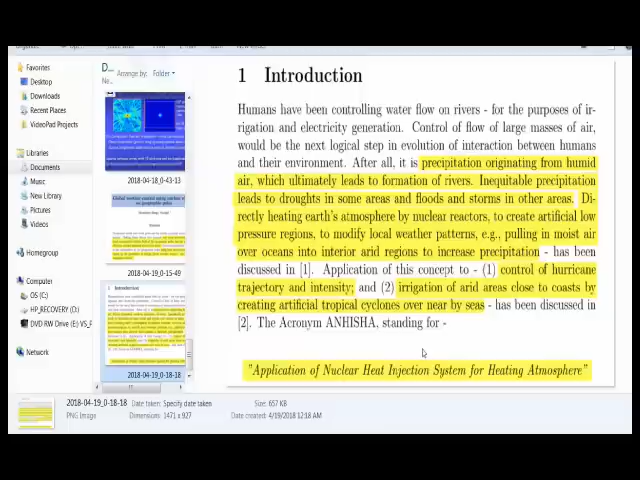 D...
Arrange by: Folder
Favorites
Desktop
Downloads
Recent Places
VideoPad Projects
Libraries
Documents
Music
New Library
Pictures
Videos
Homegroup
Computer
OS (C:)
HP_RECOVERY (D:)
DVD RW Drive (E:) VS_F
Network
2018-04-18_0-43-13
2018-04-19_0-15-49
2018-04-19_0-18-18
1 Introduction
Humans have been controlling water flow on rivers - for the purposes of ir-
rigation and electricity generation. Control of flow of large masses of air,
would be the next logical step in evolution of interaction between humans
and their environment. After all, it is precipitation originating from humid
air, which ultimately leads to formation of rivers. Inequitable precipitation
leads to droughts in some areas and floods and storms in other areas. Di-
rectly heating earth's atmosphere by nuclear reactors, to create artificial low
pressure regions, to modify local weather patterns, e.g., pulling in moist air
over oceans into interior arid regions to increase precipitation - has been
discussed in [1]. Application of this concept to - (1) control of hurricane
trajectory and intensity; and (2) irrigation of arid areas close to coasts by
creating artificial tropical cyclones over near by seas - has been discussed in
[2]. The Acronym ANHISHA, standing for -
"Application of Nuclear Heat Injection System for Heating Atmosphere"
2018-04-19_0-18-18 Date taken: Specify date taken Size: 657 KB
PNG Image Dimensions: 1471 x 927 Date created: 4/19/2018 12:18 AM